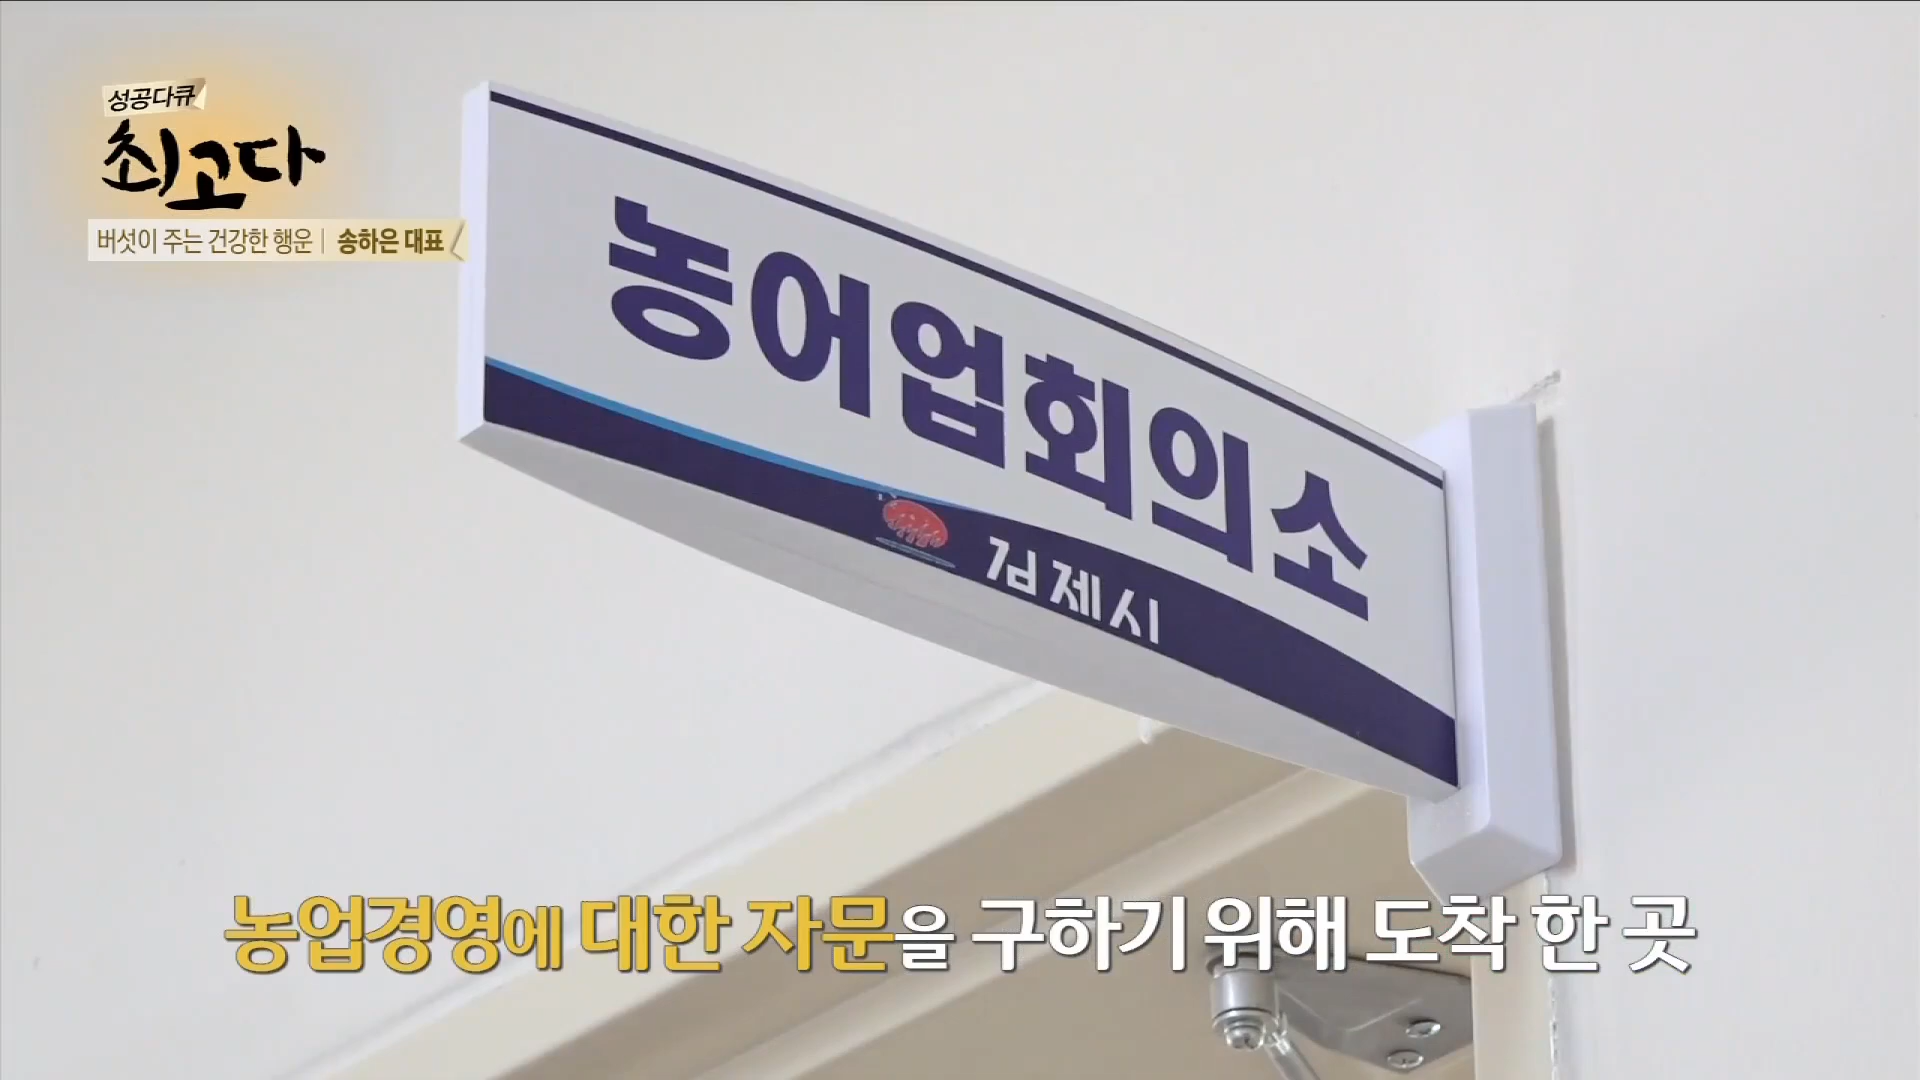 성공다큐
최고다
버섯이 주는 건강한 행운 | 송하은 대표
농어업회의소
김제시
농업경영에 대한 자문을 구하기 위해 도착 한 곳